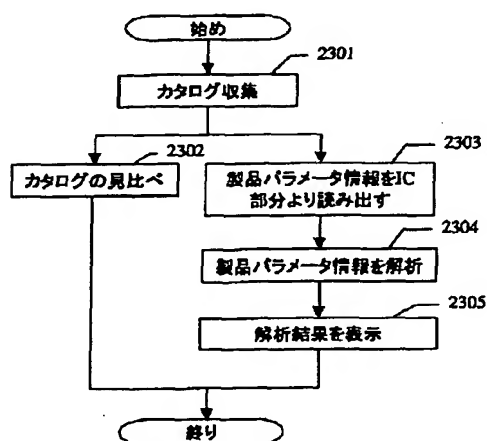 始め
2301
カタログ収集
2302
カタログの見比べ
2303
製品パラメータ情報をIC
部分より読み出す
2304
製品パラメータ情報を解析
2305
解析結果を表示
終り